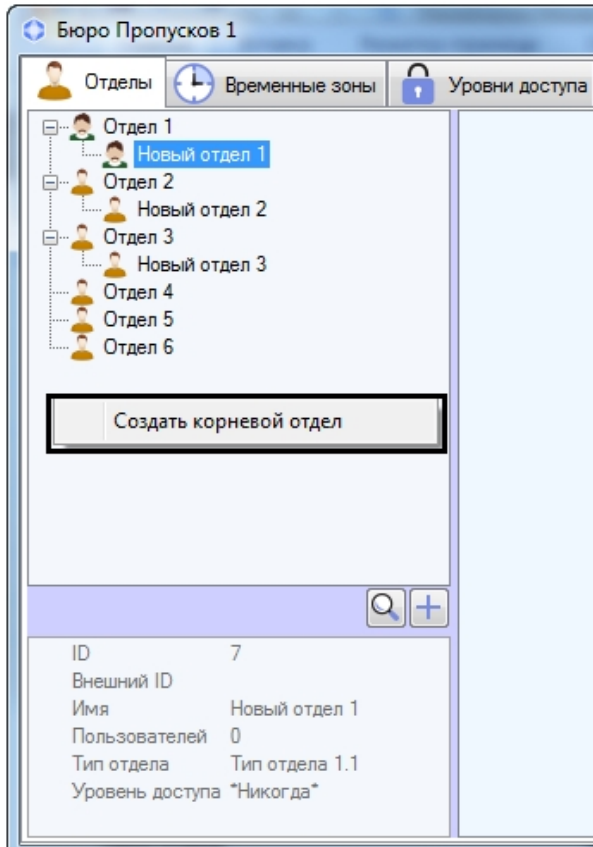 Бюро Пропусков 1
Отделы Временные зоны Уровни доступа
Отдел 1
Новый отдел 1
Отдел 2
Новый отдел 2
Отдел 3
Новый отдел 3
Отдел 4
Отдел 5
Отдел 6
Создать корневой отдел
ID 7
Внешний ID
Имя Новый отдел 1
Пользователей 0
Тип отдела Тип отдела 1.1
Уровень доступа *Никогда*